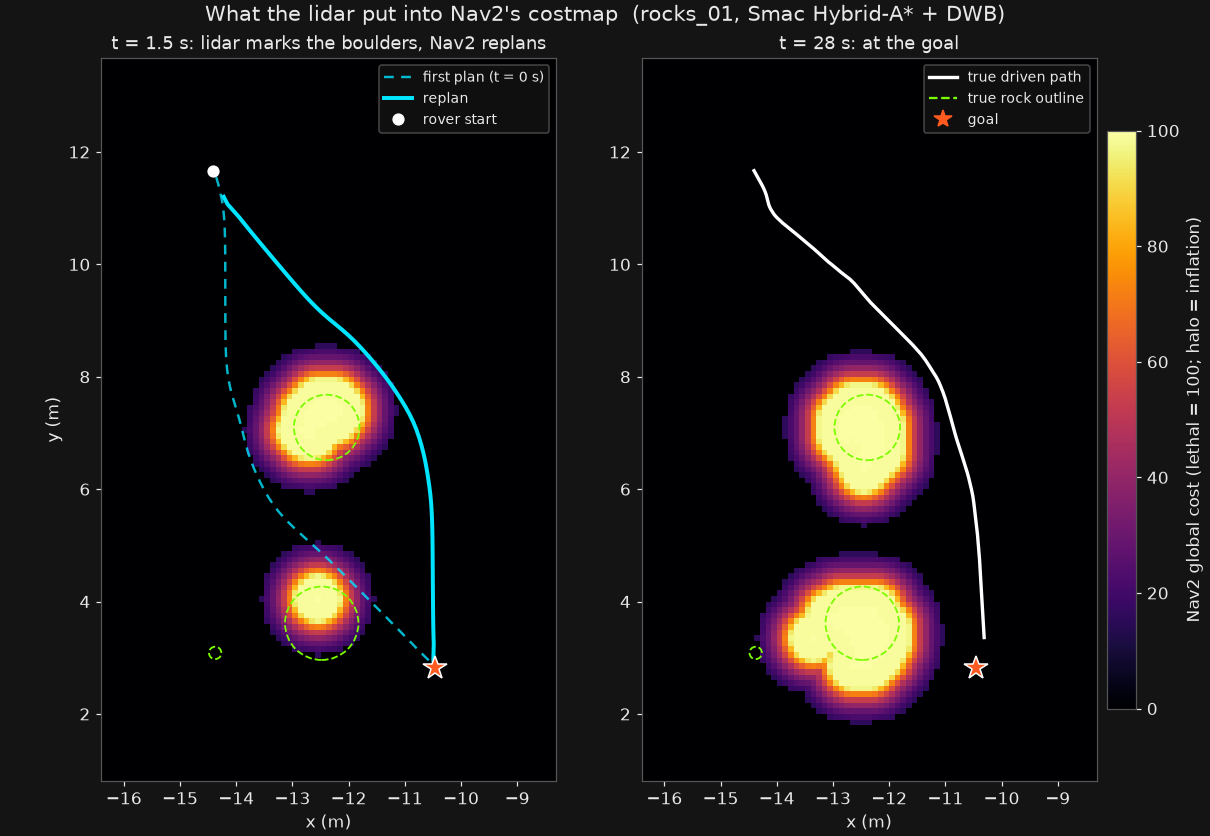 What the lidar put into Nav2's costmap  (rocks_01, Smac Hybrid-A* + DWB)
t = 1.5 s: lidar marks the boulders, Nav2 replans
first plan (t = 0 s)
replan
rover start
12
10
8
6
4
2
y (m)
−16
−15
−14
−13
−12
−11
−10
−9
x (m)
t = 28 s: at the goal
true driven path
true rock outline
goal
12
10
8
6
4
2
−16
−15
−14
−13
−12
−11
−10
−9
x (m)
100
80
60
40
20
0
Nav2 global cost (lethal = 100; halo = inflation)